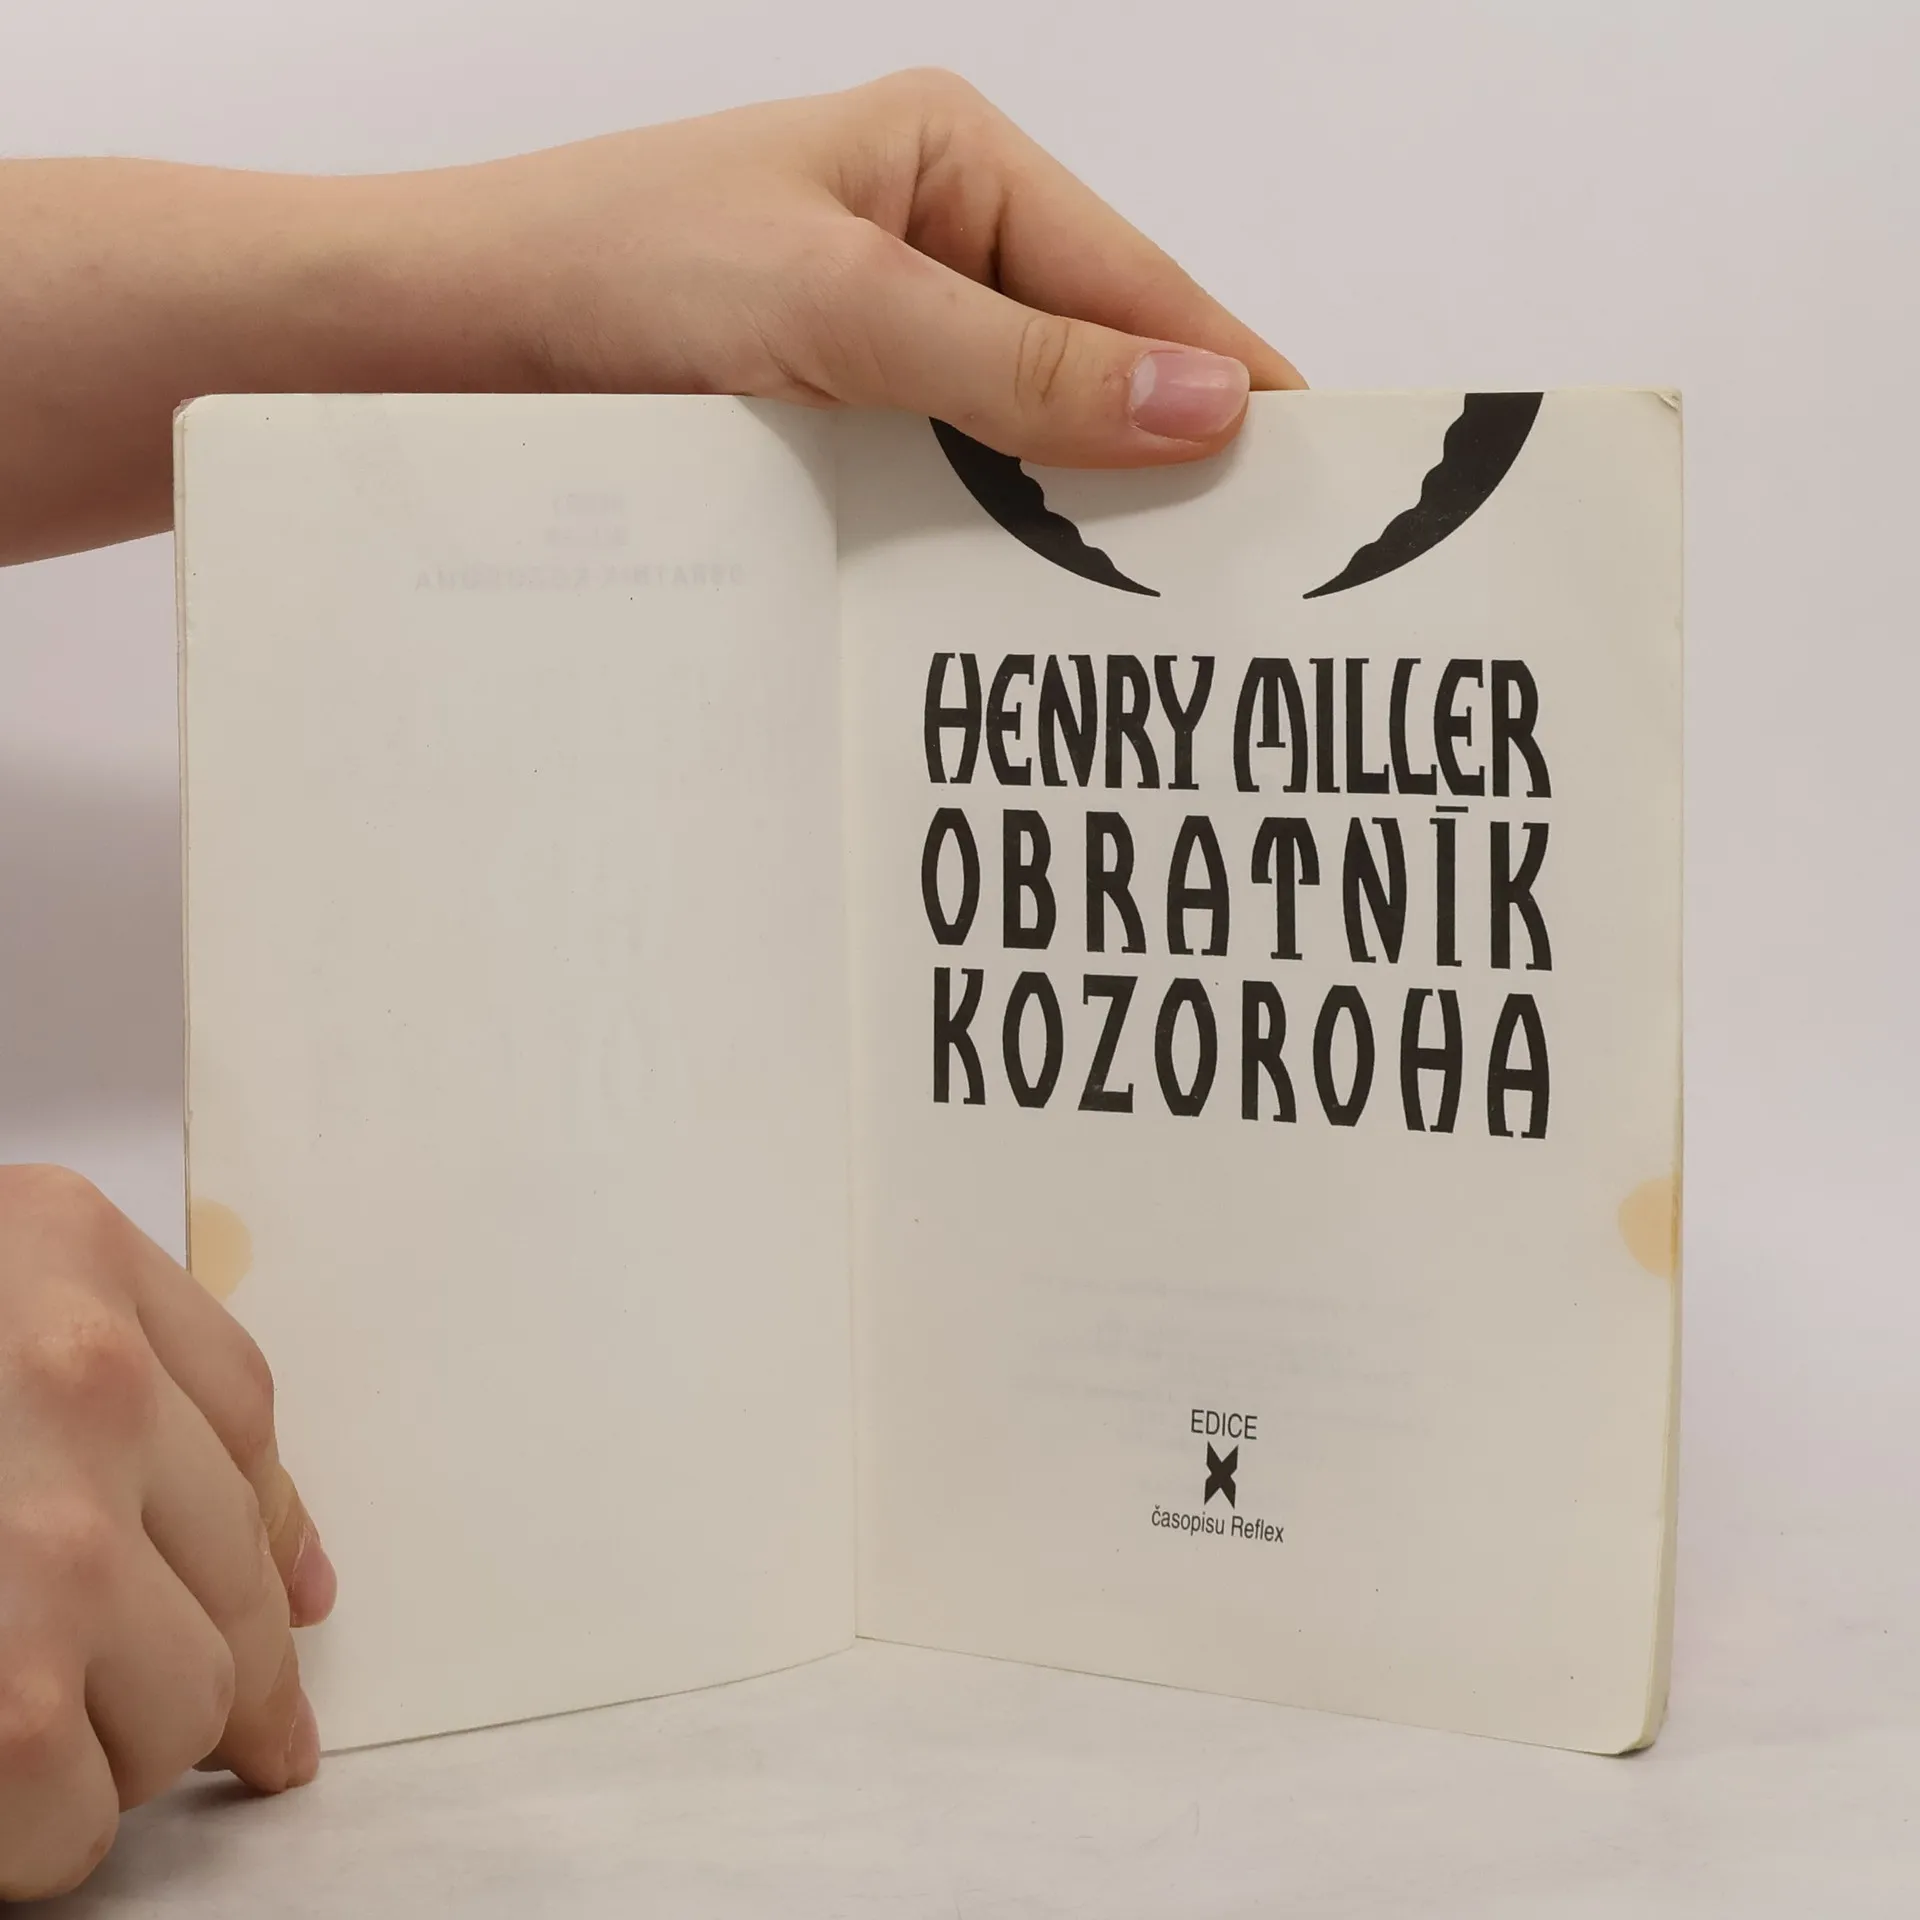 HENRY MILLER
OBRATNÍK
KOZOROHA
EDICE
časopisu Reflex